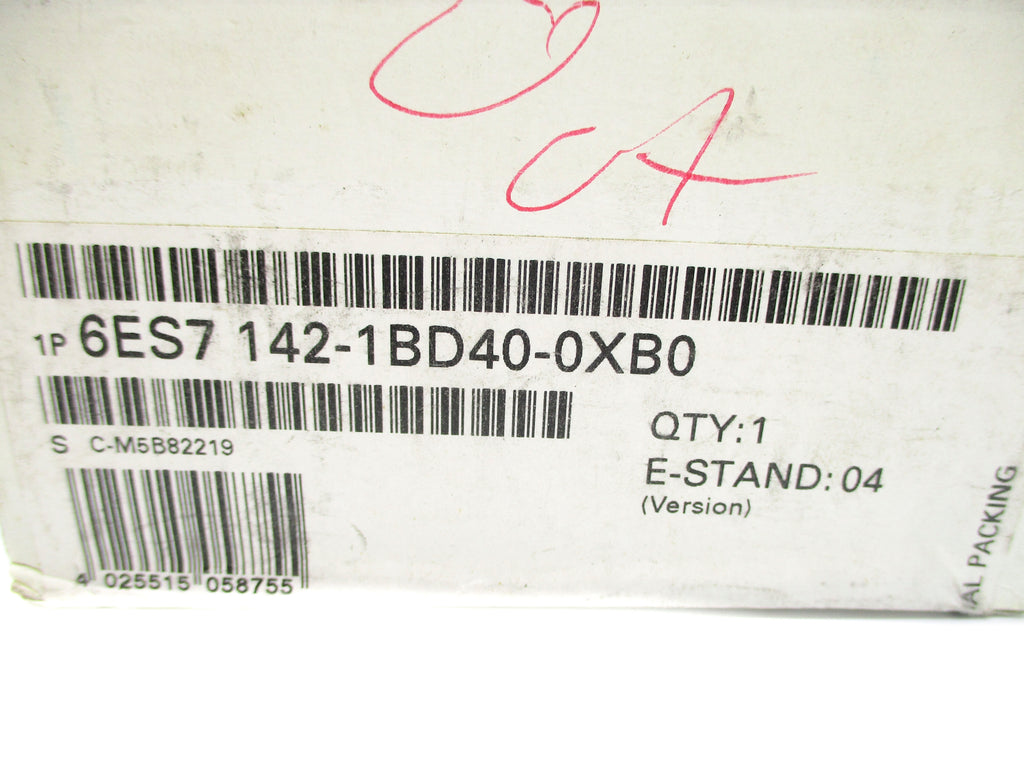 1P 6ES7 142-1BD40-0XB0
S C-M5B82219
QTY:1
E-STAND: 04
(Version)
4 025515 058755
AL PACKING